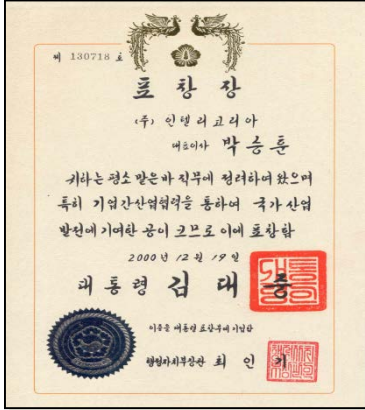 제 130718 호
표창장
(주) 인텔리코리아
대표이사 박승훈
귀하는 평소 맡은바 직무에 정려하여 왔으며
특히 기업간산업협력을 통하여 국가산업
발전에 기여한 공이 크므로 이에 표창함
2000년 12월 19일
대통령 김대중
이증을 대통령표창부에 기입함
행정자치부장관 최인기